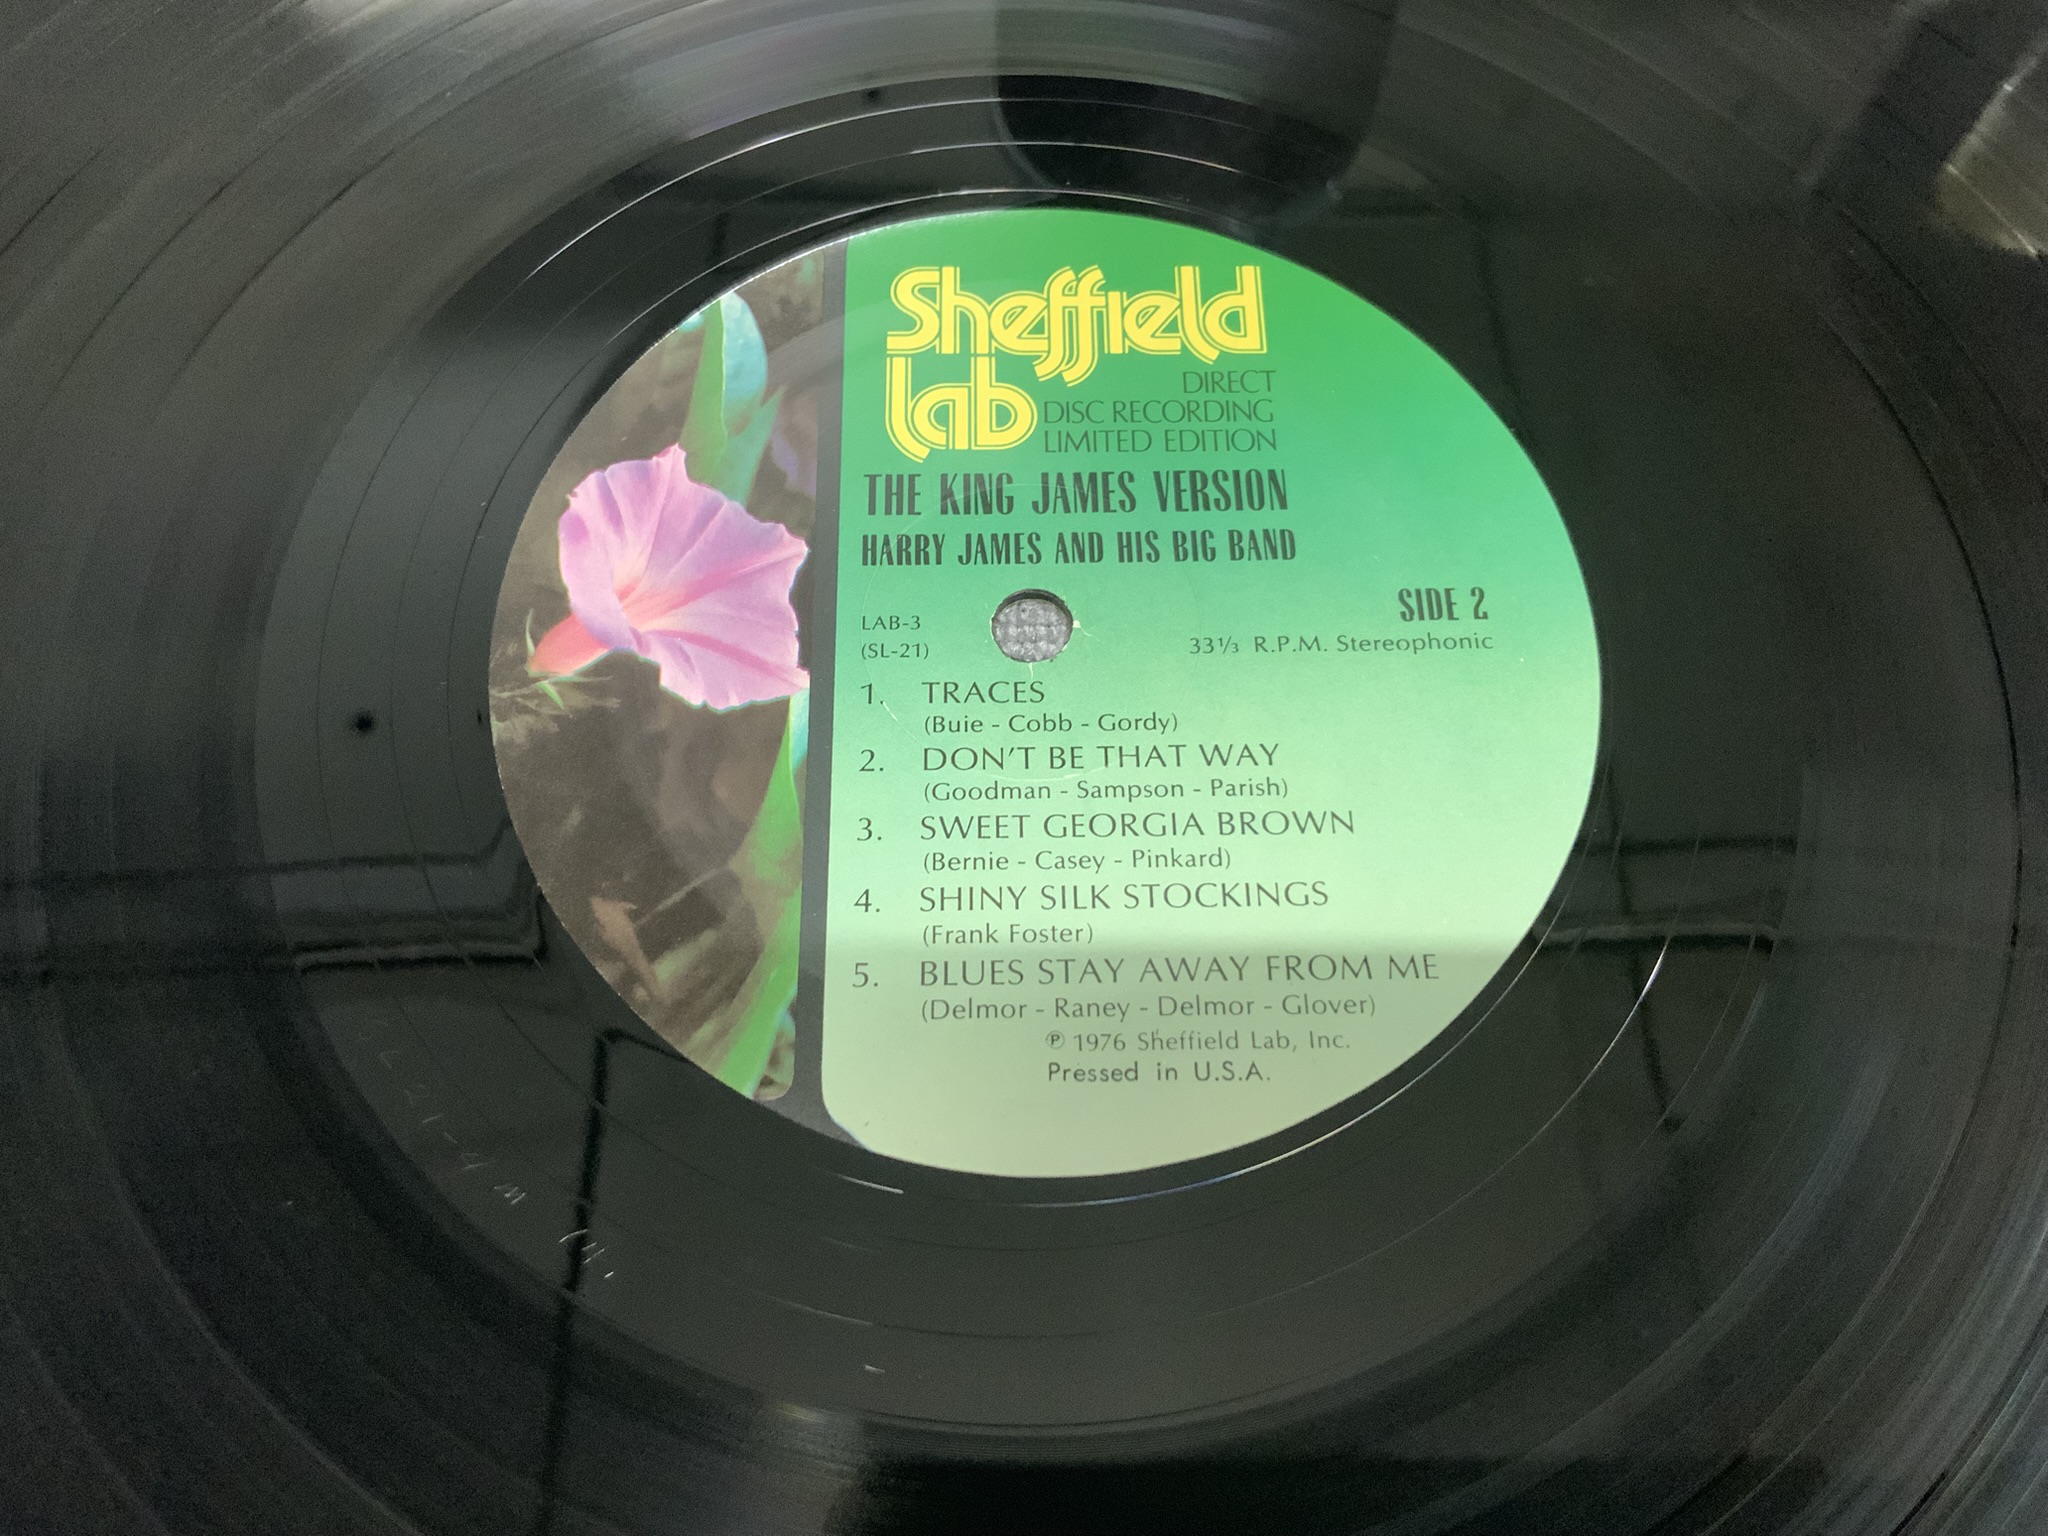 Sheffield
Lab
DIRECT
DISC RECORDING
LIMITED EDITION
THE KING JAMES VERSION
HARRY JAMES AND HIS BIG BAND
SIDE 2
LAB-3
(SL-21)
33⅓ R.P.M. Stereophonic
1. TRACES
(Buie - Cobb - Gordy)
2. DON'T BE THAT WAY
(Goodman - Sampson - Parish)
3. SWEET GEORGIA BROWN
(Bernie - Casey - Pinkard)
4. SHINY SILK STOCKINGS
(Frank Foster)
5. BLUES STAY AWAY FROM ME
(Delmor - Raney - Delmor - Glover)
℗ 1976 Sheffield Lab, Inc.
Pressed in U.S.A.